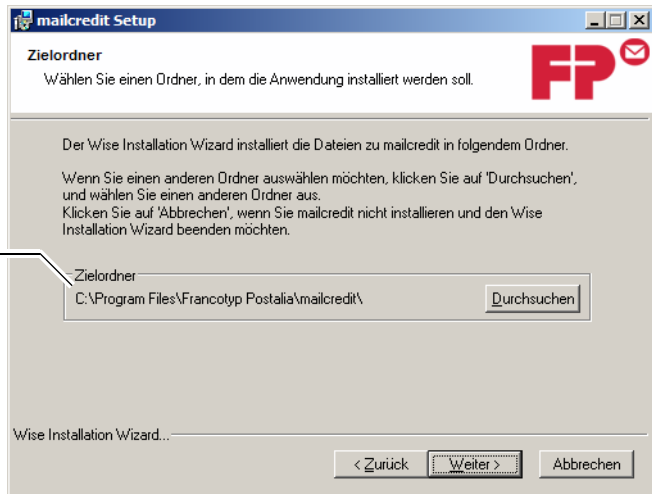 mailcredit Setup
Zielordner
Wählen Sie einen Ordner, in dem die Anwendung installiert werden soll.
FP
Der Wise Installation Wizard installiert die Dateien zu mailcredit in folgendem Ordner.
Wenn Sie einen anderen Ordner auswählen möchten, klicken Sie auf 'Durchsuchen',
und wählen Sie einen anderen Ordner aus.
Klicken Sie auf 'Abbrechen', wenn Sie mailcredit nicht installieren und den Wise
Installation Wizard beenden möchten.
Zielordner
C:\Program Files\Francotyp Postalia\mailcredit\
Durchsuchen
Wise Installation Wizard...
< Zurück
Weiter >
Abbrechen